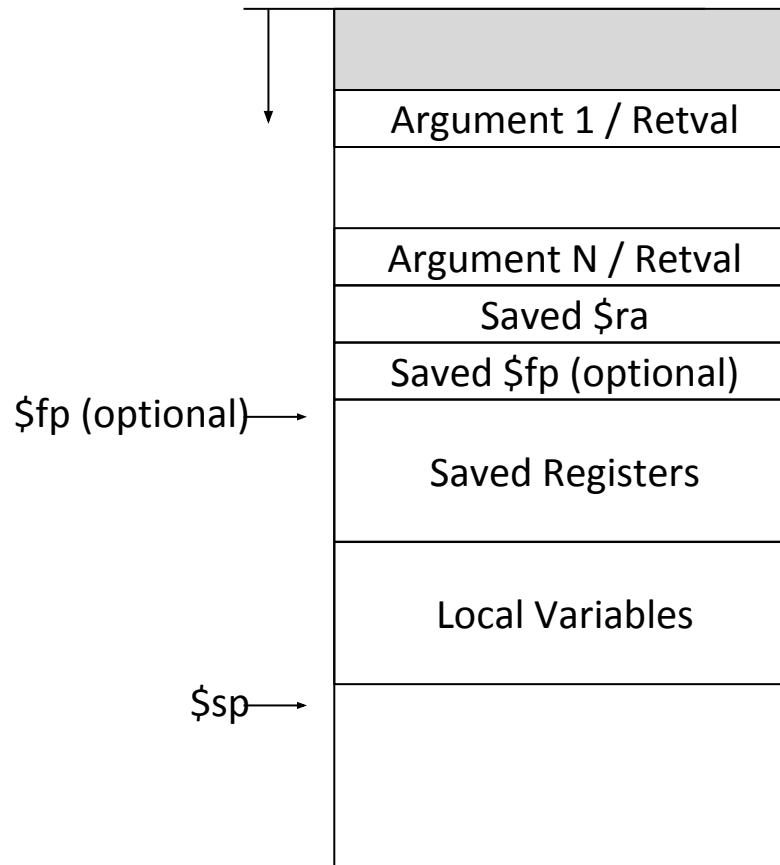 Argument 1 / Retval
Argument N / Retval
Saved $ra
Saved $fp (optional)
$fp (optional)
Saved Registers
Local Variables
$sp